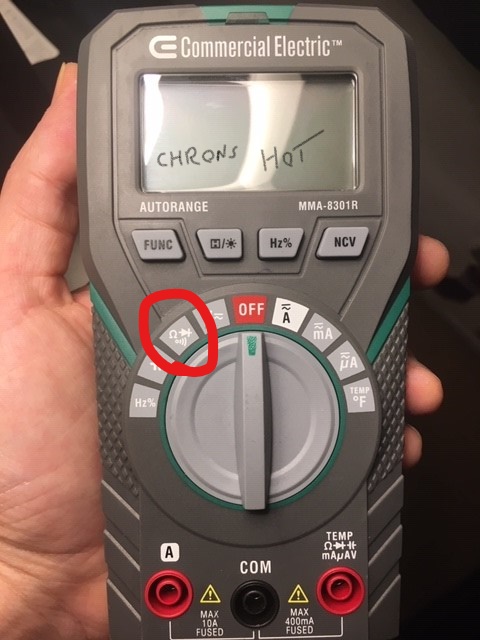 Commercial Electric™
CHRONS HOT
AUTORANGE MMA-8301R
FUNC H/☀ Hz% NCV
OFF
A
mA
µA
TEMP
°F
Ω
Hz%
A
COM
TEMP
Ω
mAµAV
MAX
10A
FUSED
MAX
400mA
FUSED